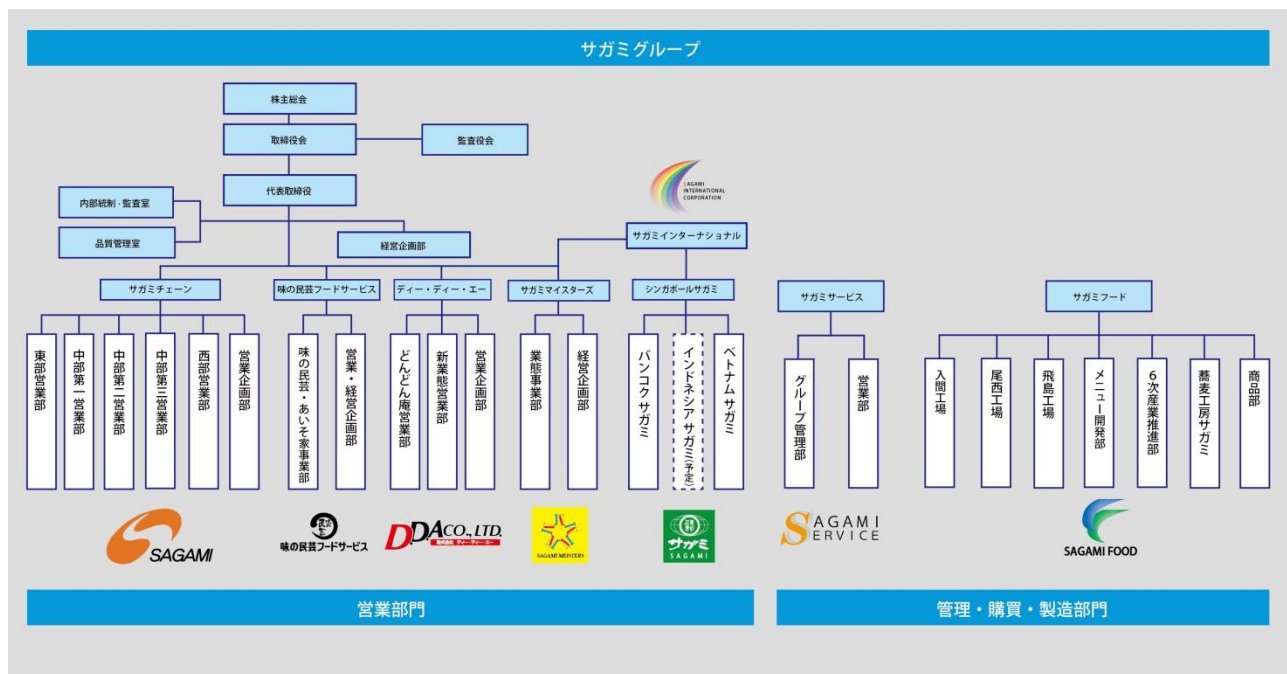 サガミグループ
株主総会
取締役会
監査役会
代表取締役
内部統制・監査室
品質管理室
経営企画部
SAGAMI
INTERNATIONAL
CORPORATION
サガミインターナショナル
サガミチェーン
味の民芸フードサービス
ディー・ディー・エー
サガミマイスターズ
シンガポールサガミ
サガミサービス
サガミフード
東部営業部
中部第一営業部
中部第二営業部
中部第三営業部
西部営業部
営業企画部
味の民芸・あいそ家事業部
営業・経営企画部
どんどん庵営業部
新業態営業部
営業企画部
業態事業部
経営企画部
バンコクサガミ
インドネシアサガミ(予定)
ベトナムサガミ
グループ管理部
営業部
入間工場
尾西工場
飛島工場
メニュー開発部
6次産業推進部
蕎麦工房サガミ
商品部
SAGAMI
味の民芸フードサービス
DDA CO., LTD.
株式会社 ディー・ディー・エー
SAGAMI MEISTERS
サガミ
SAGAMI
SAGAMI
SERVICE
SAGAMI FOOD
営業部門
管理・購買・製造部門